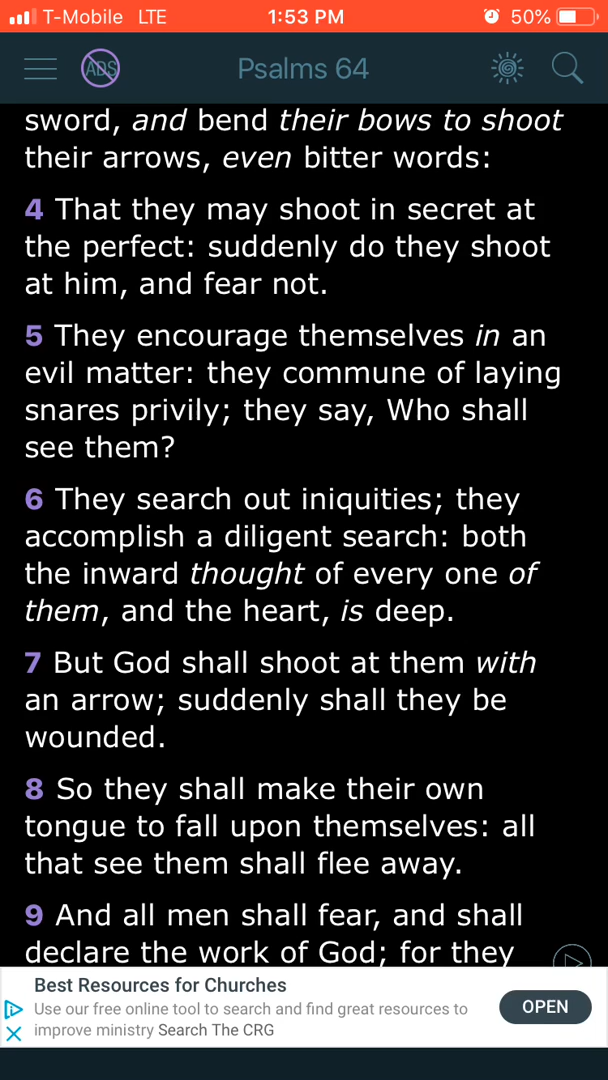 T-Mobile LTE 1:53 PM 50%
ADS Psalms 64
sword, and bend their bows to shoot
their arrows, even bitter words:
4 That they may shoot in secret at
the perfect: suddenly do they shoot
at him, and fear not.
5 They encourage themselves in an
evil matter: they commune of laying
snares privily; they say, Who shall
see them?
6 They search out iniquities; they
accomplish a diligent search: both
the inward thought of every one of
them, and the heart, is deep.
7 But God shall shoot at them with
an arrow; suddenly shall they be
wounded.
8 So they shall make their own
tongue to fall upon themselves: all
that see them shall flee away.
9 And all men shall fear, and shall
declare the work of God; for they
Best Resources for Churches
Use our free online tool to search and find great resources to
improve ministry Search The CRG
OPEN